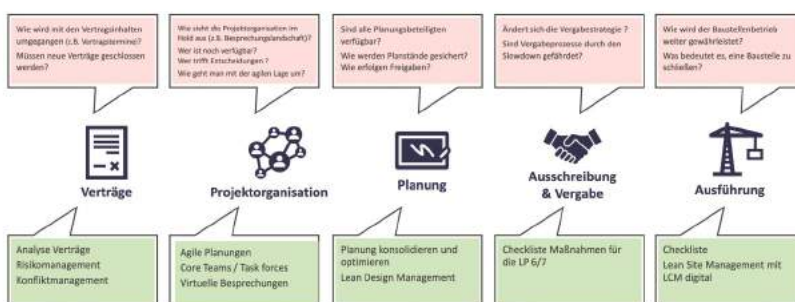 Wie wird mit den Vertragsinhalten
umgegangen (z.B. Vertragstermine)?
Müssen neue Verträge geschlossen
werden?
Wie sieht die Projektorganisation im
Hold aus (z.B. Besprechungslandschaft)?
Wer ist noch verfügbar?
Wer trifft Entscheidungen ?
Wie geht man mit der agilen Lage um?
Sind alle Planungsbeteiligten
verfügbar?
Wie werden Planstände gesichert?
Wie erfolgen Freigaben?
Ändert sich die Vergabestrategie ?
Sind Vergabeprozesse durch den
Slowdown gefährdet?
Wie wird der Baustellenbetrieb
weiter gewährleistet?
Was bedeutet es, eine Baustelle zu
schließen?
Verträge
Projektorganisation
Planung
Ausschreibung
& Vergabe
Ausführung
Analyse Verträge
Risikomanagement
Konfliktmanagement
Agile Planungen
Core Teams / Task forces
Virtuelle Besprechungen
Planung konsolidieren und
optimieren
Lean Design Management
Checkliste Maßnahmen für
die LP 6/7
Checkliste
Lean Site Management mit
LCM digital